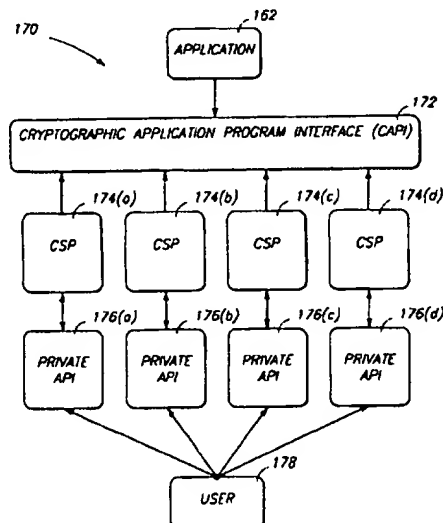 170
162
APPLICATION
172
CRYPTOGRAPHIC APPLICATION PROGRAM INTERFACE (CAPI)
174(a) 174(b) 174(c) 174(d)
CSP CSP CSP CSP
176(a) 176(b) 176(c) 176(d)
PRIVATE API PRIVATE API PRIVATE API PRIVATE API
178
USER